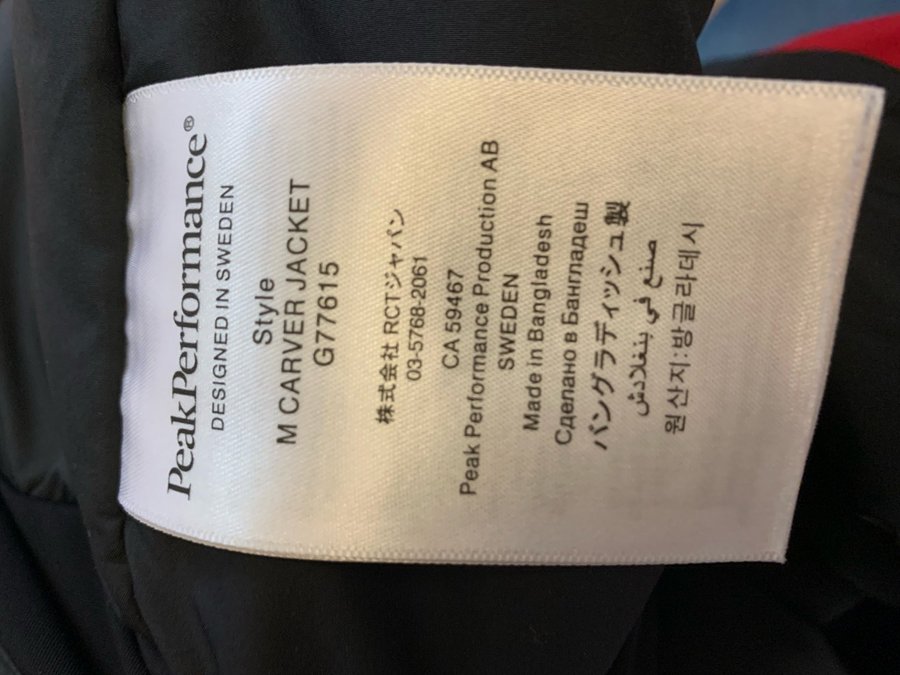 PeakPerformance®
DESIGNED IN SWEDEN
Style
M CARVER JACKET
G77615
株式会社 RCTジャパン
03-5768-2061
CA 59467
Peak Performance Production AB
SWEDEN
Made in Bangladesh
Сделано в Бангладеш
バングラディッシュ製
صنع في بنغلادش
원산지:방글라데시